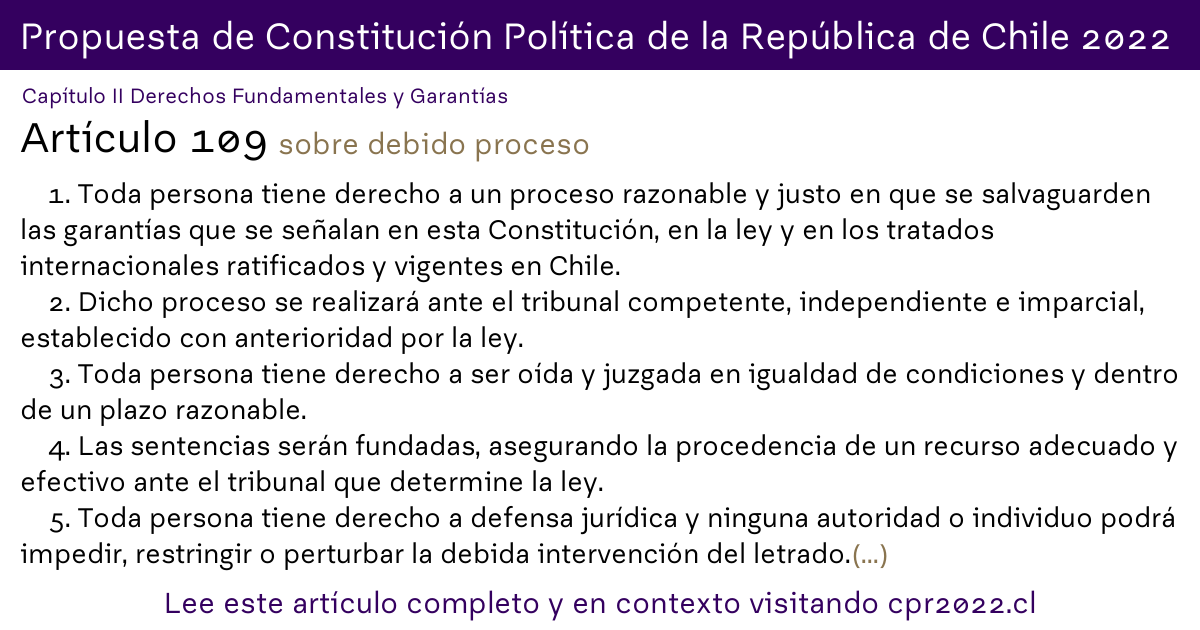 Propuesta de Constitución Política de la República de Chile 2022
Capítulo II Derechos Fundamentales y Garantías
Artículo 109 sobre debido proceso
1. Toda persona tiene derecho a un proceso razonable y justo en que se salvaguarden
las garantías que se señalan en esta Constitución, en la ley y en los tratados
internacionales ratificados y vigentes en Chile.
2. Dicho proceso se realizará ante el tribunal competente, independiente e imparcial,
establecido con anterioridad por la ley.
3. Toda persona tiene derecho a ser oída y juzgada en igualdad de condiciones y dentro
de un plazo razonable.
4. Las sentencias serán fundadas, asegurando la procedencia de un recurso adecuado y
efectivo ante el tribunal que determine la ley.
5. Toda persona tiene derecho a defensa jurídica y ninguna autoridad o individuo podrá
impedir, restringir o perturbar la debida intervención del letrado.(...)
Lee este artículo completo y en contexto visitando cpr2022.cl